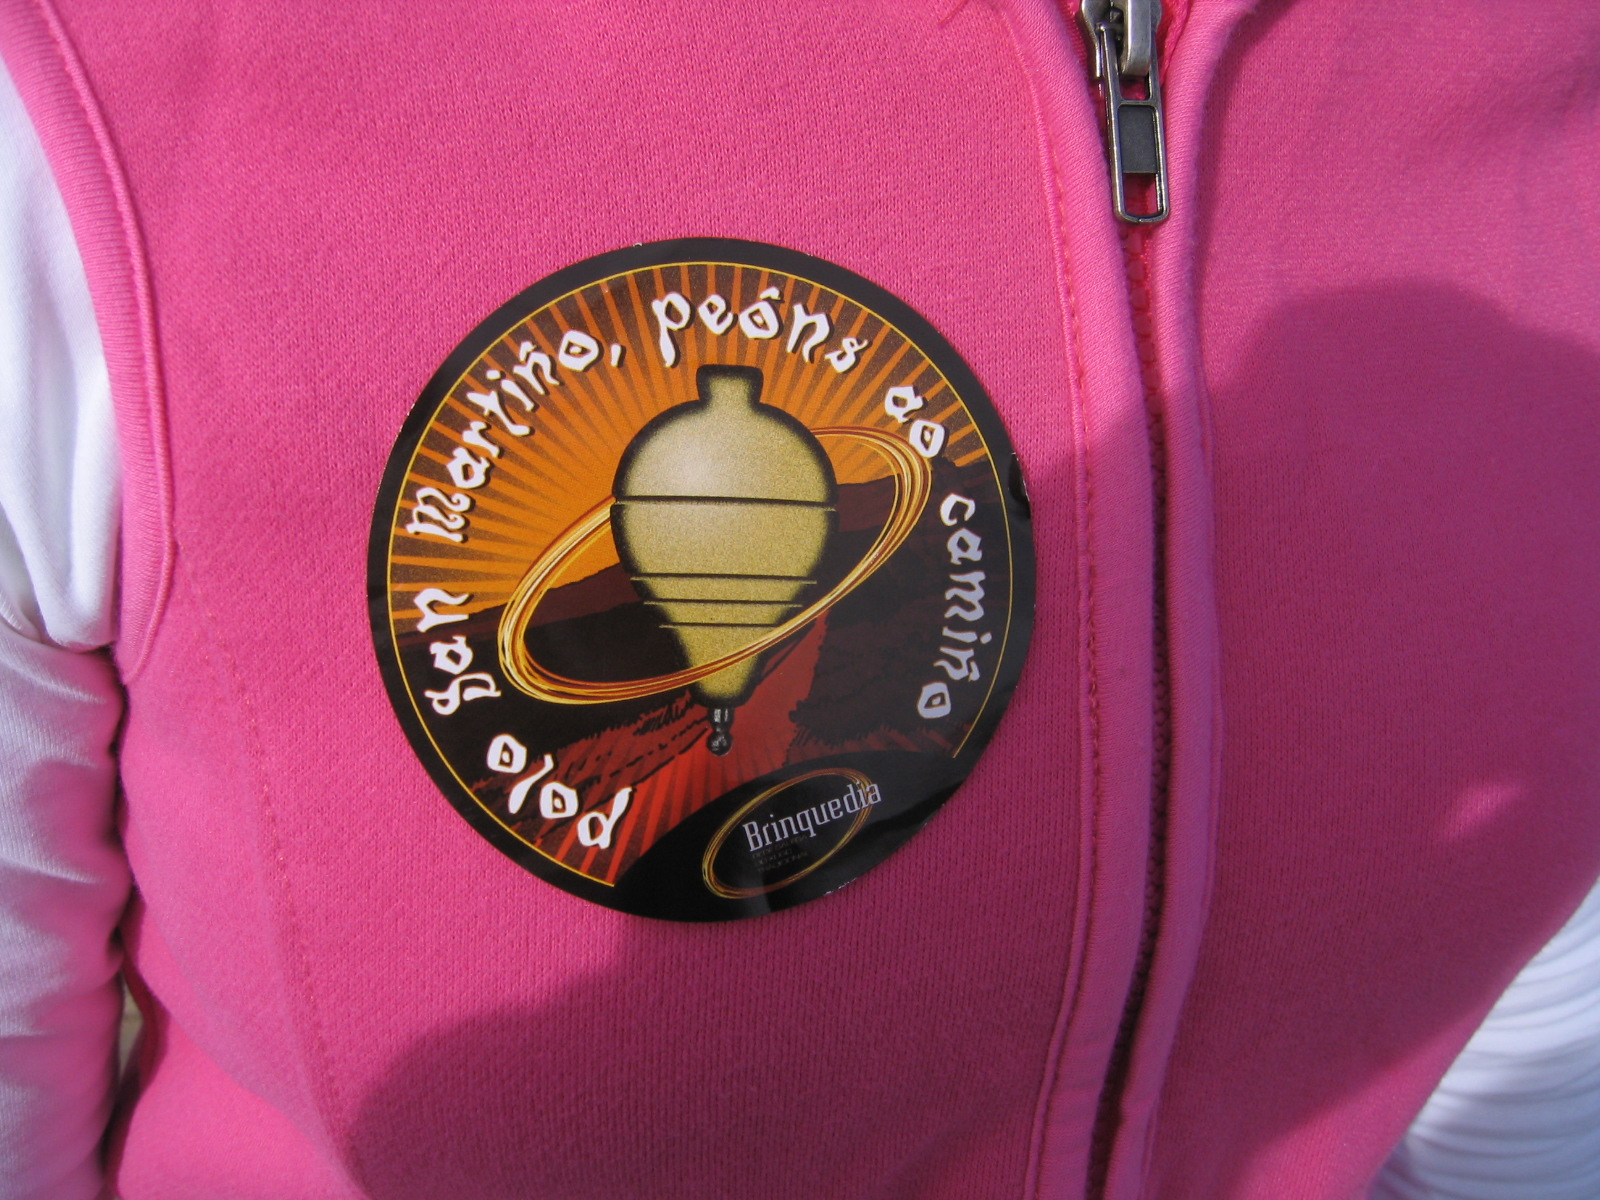 Polo San Martiño, peóns ao camiño
Brinquedia